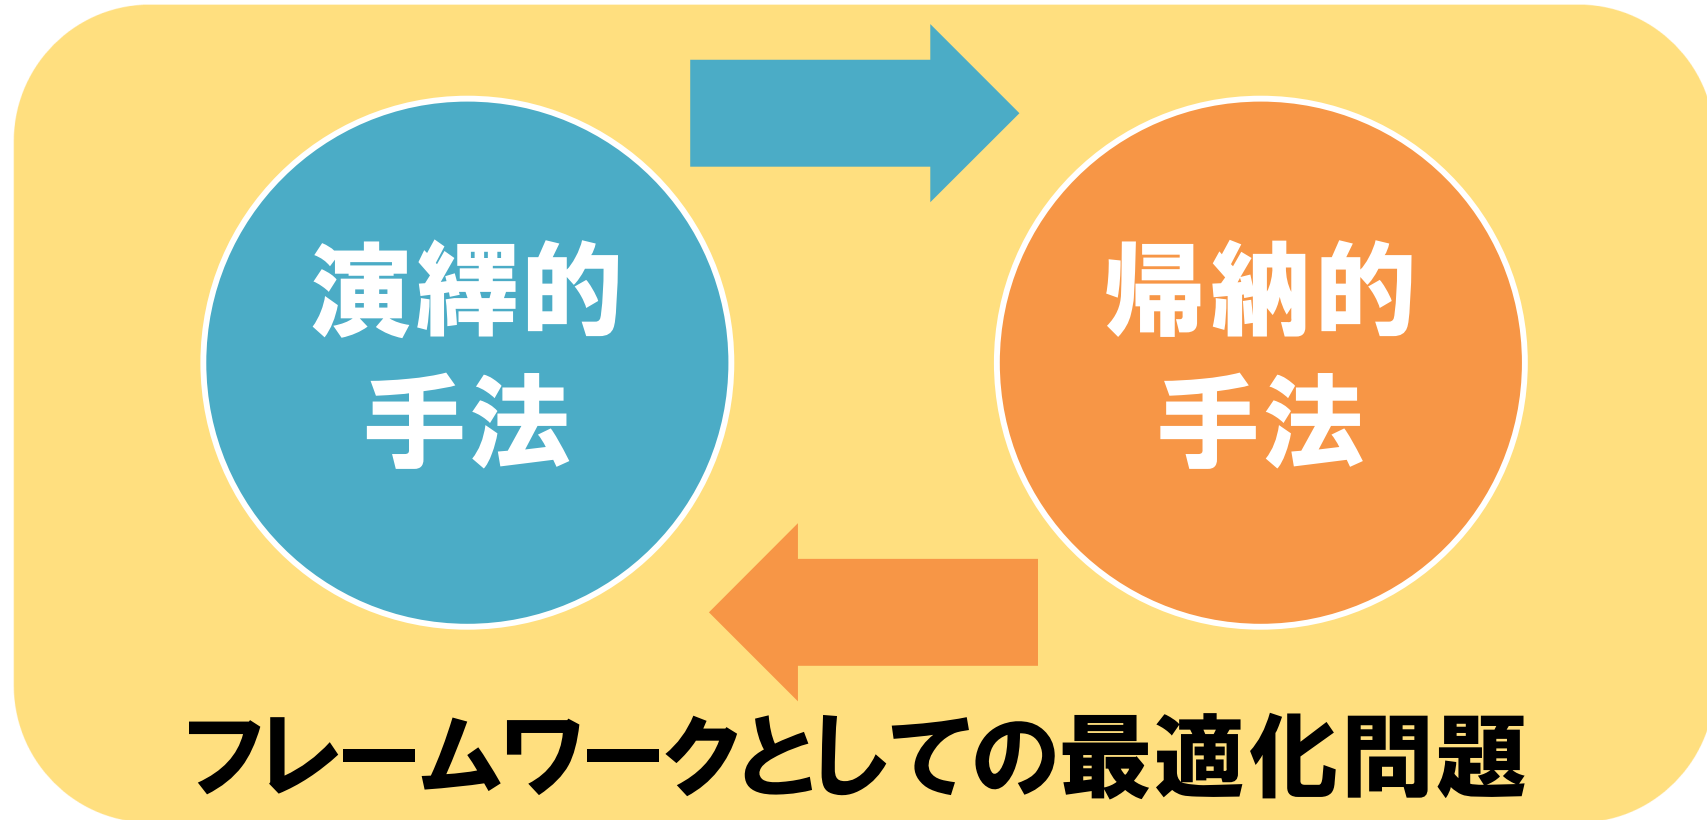 演繹的
手法
帰納的
手法
フレームワークとしての最適化問題